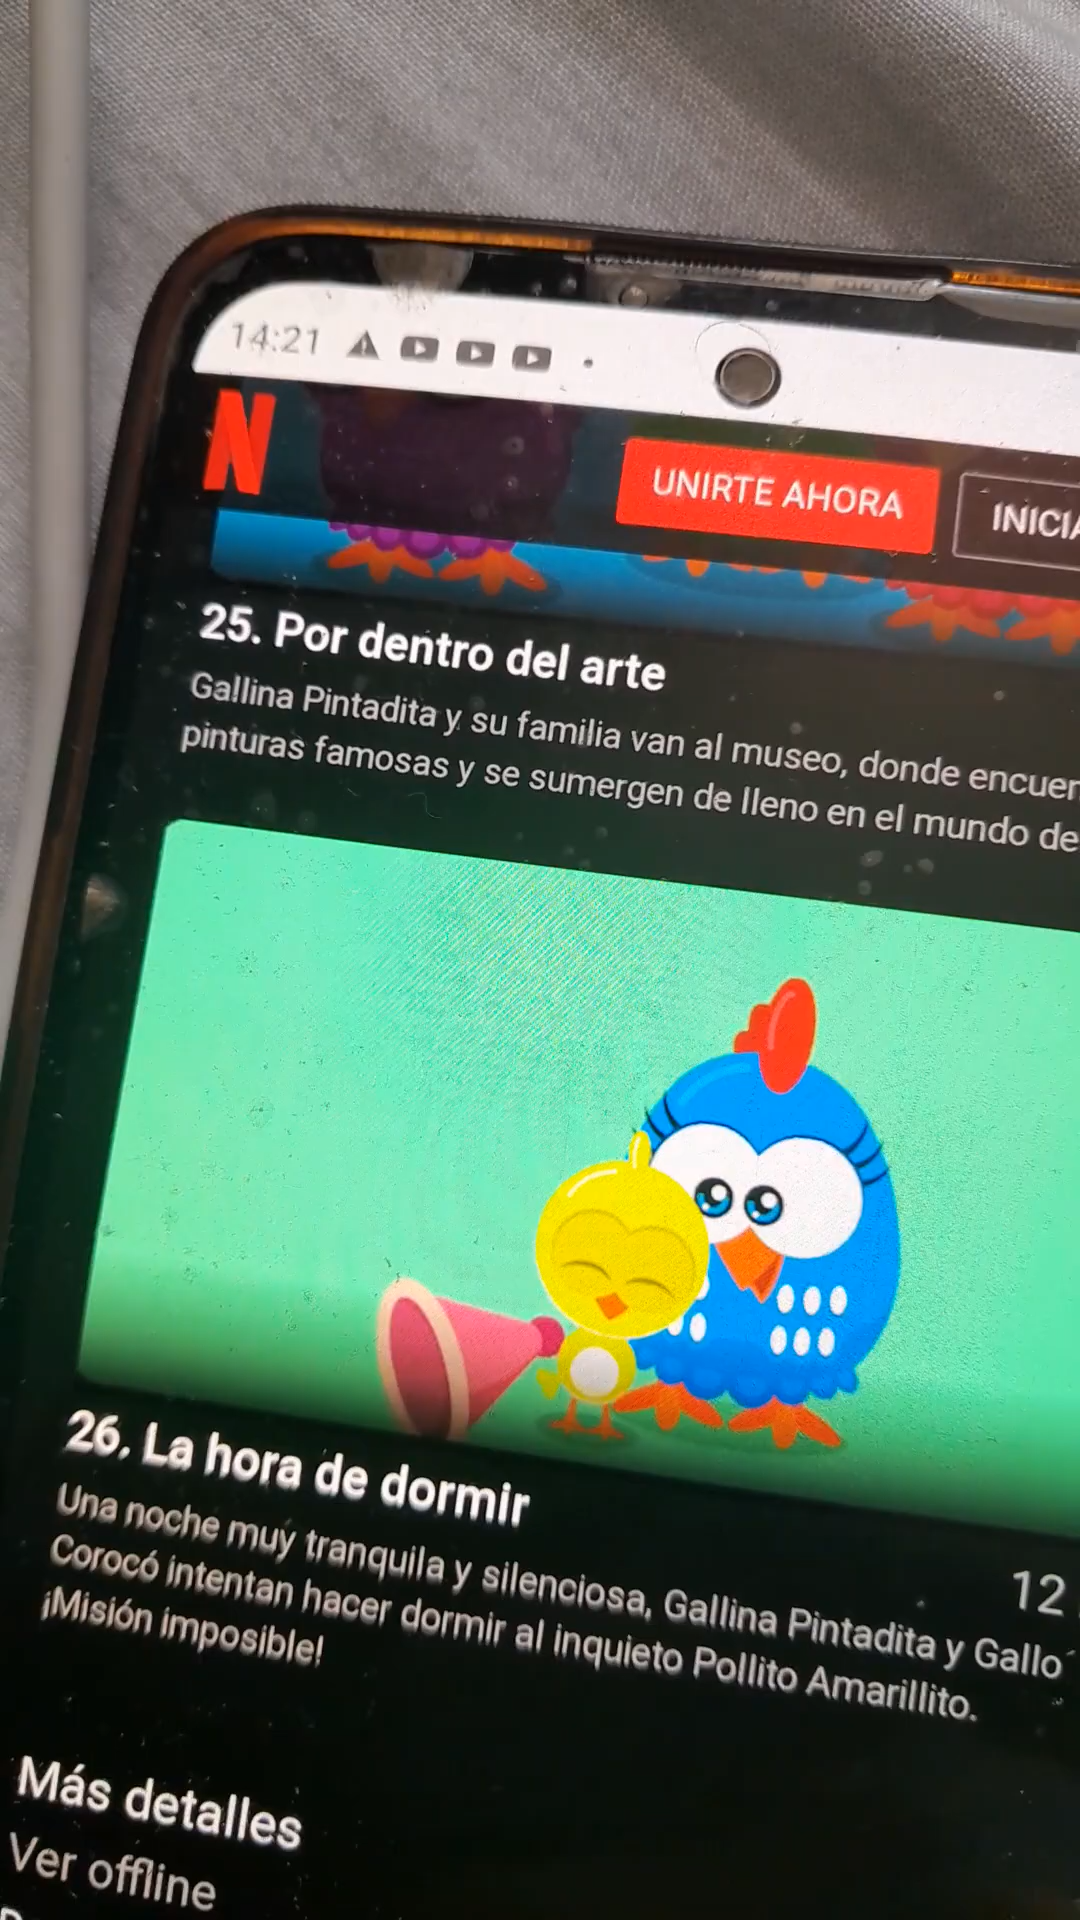 14:21
N
UNIRTE AHORA
25. Por dentro del arte
Gallina Pintadita y su familia van al museo, donde
pinturas famosas y se sumergen de lleno en el mundo de
26. La hora de dormir
12
Una noche muy tranquila y silenciosa, Gallina Pintadita y Gallo
Corocó intentan hacer dormir al inquieto Pollito Amarillito.
¡Misión imposible!
Más detalles
Ver offline